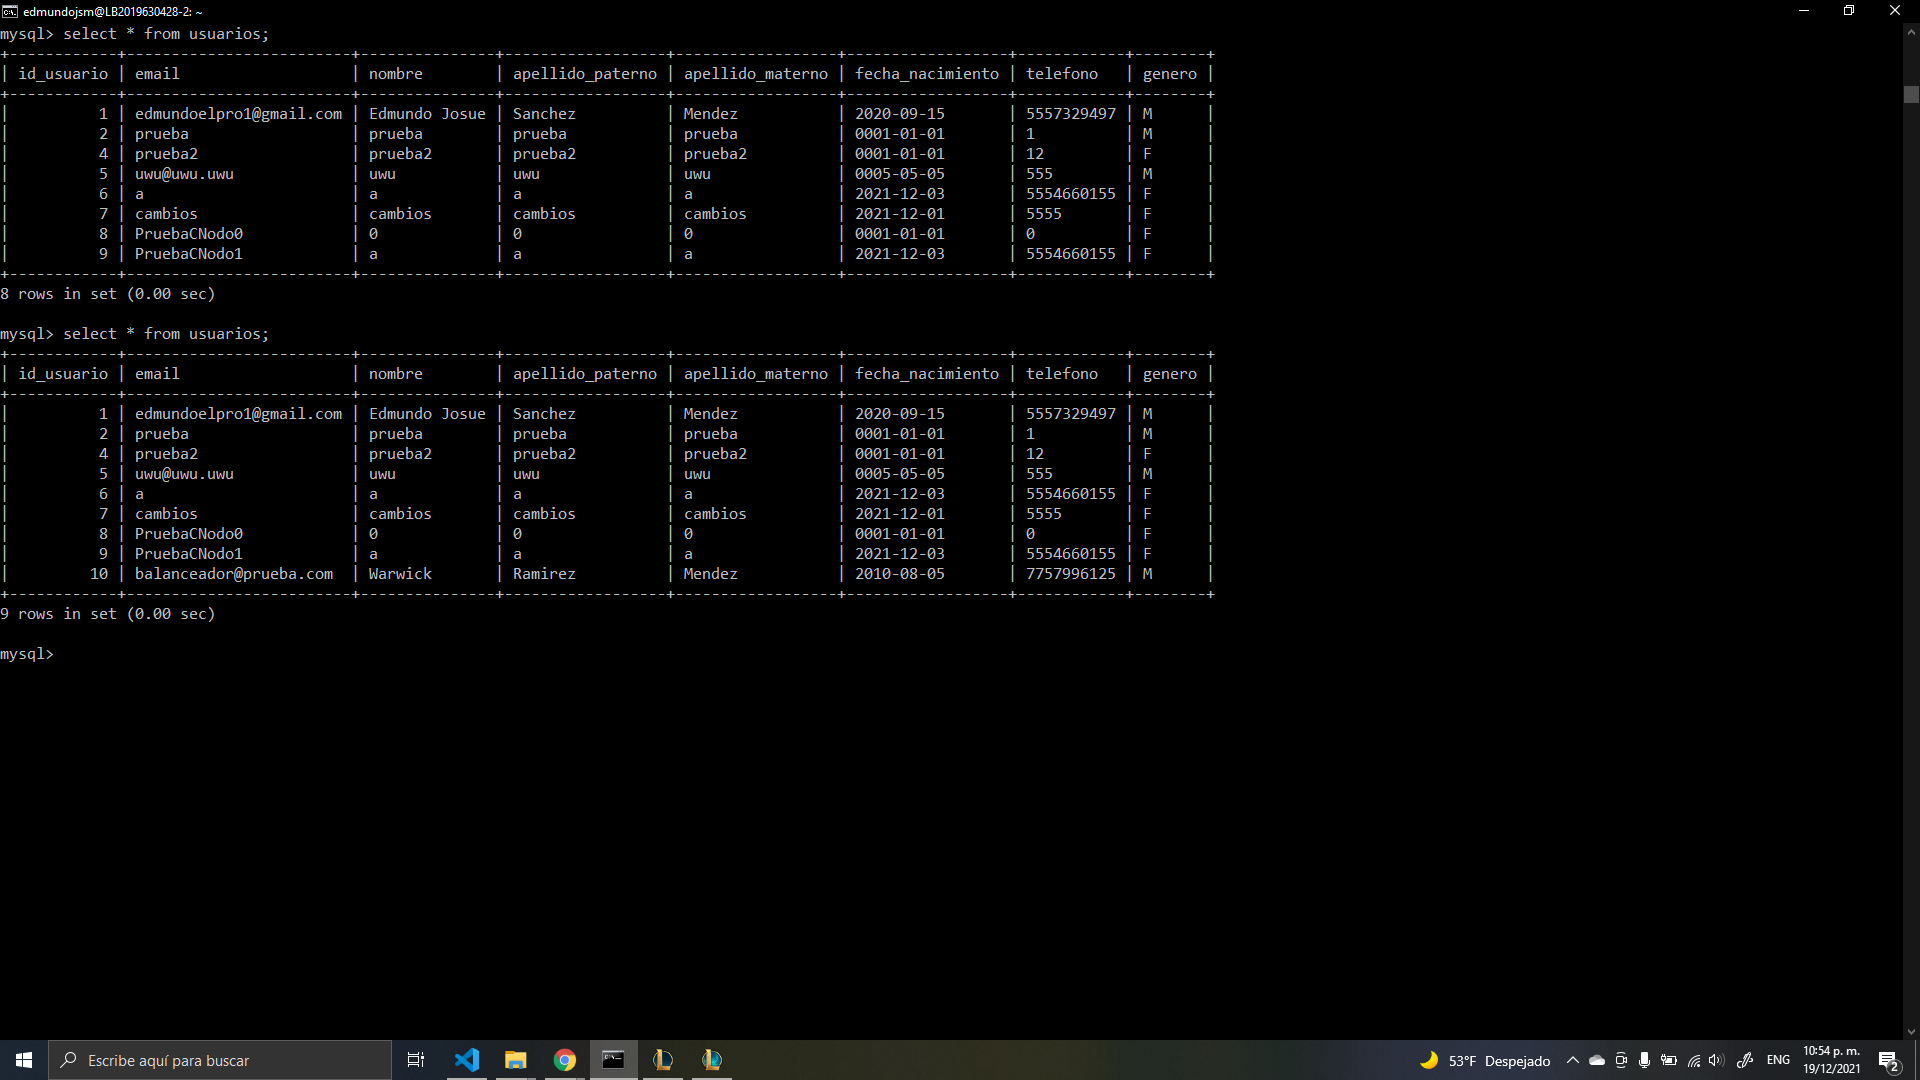 edmundojsm@LB2019630428-2: ~
mysql> select * from usuarios;
+------------+-------------------------+---------------+------------------+------------------+------------------+------------+--------+
| id_usuario | email                   | nombre        | apellido_paterno | apellido_materno | fecha_nacimiento | telefono   | genero |
+------------+-------------------------+---------------+------------------+------------------+------------------+------------+--------+
|          1 | edmundoelpro1@gmail.com | Edmundo Josue | Sanchez          | Mendez           | 2020-09-15       | 5557329497 | M      |
|          2 | prueba                  | prueba        | prueba           | prueba           | 0001-01-01       | 1          | M      |
|          4 | prueba2                 | prueba2       | prueba2          | prueba2          | 0001-01-01       | 12         | F      |
|          5 | uwu@uwu.uwu             | uwu           | uwu              | uwu              | 0005-05-05       | 555        | M      |
|          6 | a                       | a             | a                | a                | 2021-12-03       | 5554660155 | F      |
|          7 | cambios                 | cambios       | cambios          | cambios          | 2021-12-01       | 5555       | F      |
|          8 | PruebaCNodo0            | 0             | 0                | 0                | 0001-01-01       | 0          | F      |
|          9 | PruebaCNodo1            | a             | a                | a                | 2021-12-03       | 5554660155 | F      |
+------------+-------------------------+---------------+------------------+------------------+------------------+------------+--------+
8 rows in set (0.00 sec)
mysql> select * from usuarios;
+------------+-------------------------+---------------+------------------+------------------+------------------+------------+--------+
| id_usuario | email                   | nombre        | apellido_paterno | apellido_materno | fecha_nacimiento | telefono   | genero |
+------------+-------------------------+---------------+------------------+------------------+------------------+------------+--------+
|          1 | edmundoelpro1@gmail.com | Edmundo Josue | Sanchez          | Mendez           | 2020-09-15       | 5557329497 | M      |
|          2 | prueba                  | prueba        | prueba           | prueba           | 0001-01-01       | 1          | M      |
|          4 | prueba2                 | prueba2       | prueba2          | prueba2          | 0001-01-01       | 12         | F      |
|          5 | uwu@uwu.uwu             | uwu           | uwu              | uwu              | 0005-05-05       | 555        | M      |
|          6 | a                       | a             | a                | a                | 2021-12-03       | 5554660155 | F      |
|          7 | cambios                 | cambios       | cambios          | cambios          | 2021-12-01       | 5555       | F      |
|          8 | PruebaCNodo0            | 0             | 0                | 0                | 0001-01-01       | 0          | F      |
|          9 | PruebaCNodo1            | a             | a                | a                | 2021-12-03       | 5554660155 | F      |
|         10 | balanceador@prueba.com  | Warwick       | Ramirez          | Mendez           | 2010-08-05       | 7757996125 | M      |
+------------+-------------------------+---------------+------------------+------------------+------------------+------------+--------+
9 rows in set (0.00 sec)
mysql>
Escribe aquí para buscar
53°F Despejado
ENG
10:54 p. m.
19/12/2021
2